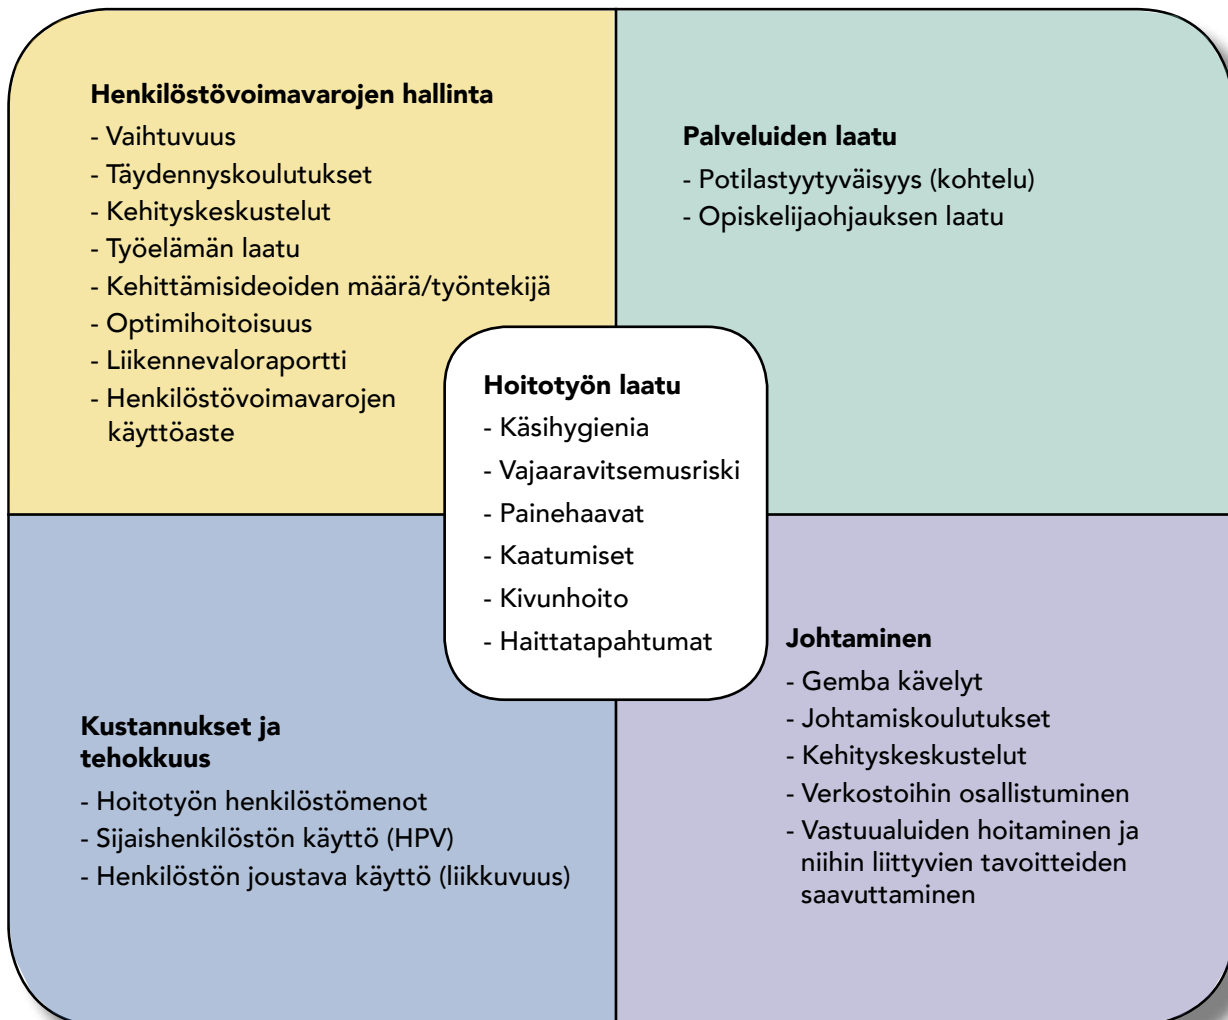 Henkilöstövoimavarojen hallinta
- Vaihtuvuus
- Täydennyskoulutukset
- Kehityskeskustelut
- Työelämän laatu
- Kehittämisideoiden määrä/työntekijä
- Optimihoitoisuus
- Liikennevaloraportti
- Henkilöstövoimavarojen
käyttöaste
Palveluiden laatu
- Potilastyytyväisyys (kohtelu)
- Opiskelijaohjauksen laatu
Hoitotyön laatu
- Käsihygienia
- Vajaaravitsemusriski
- Painehaavat
- Kaatumiset
- Kivunhoito
- Haittatapahtumat
Kustannukset ja
tehokkuus
- Hoitotyön henkilöstömenot
- Sijaishenkilöstön käyttö (HPV)
- Henkilöstön joustava käyttö (liikkuvuus)
Johtaminen
- Gemba kävelyt
- Johtamiskoulutukset
- Kehityskeskustelut
- Verkostoihin osallistuminen
- Vastuualuiden hoitaminen ja
niihin liittyvien tavoitteiden
saavuttaminen